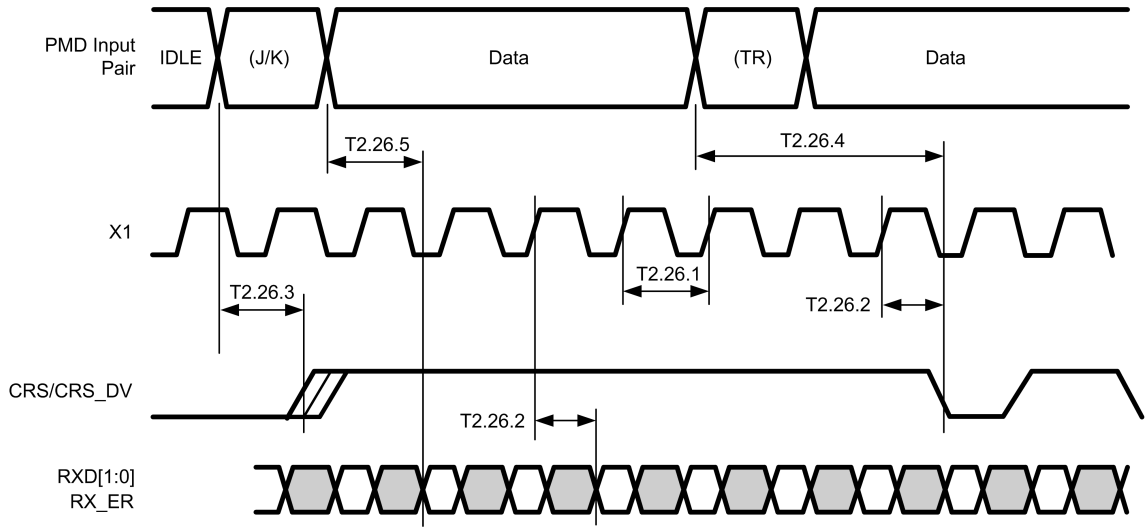 PMD Input
Pair
IDLE
(J/K)
Data
(TR)
Data
T2.26.5
T2.26.4
X1
T2.26.1
T2.26.3
T2.26.2
CRS/CRS_DV
T2.26.2
RXD[1:0]
RX_ER